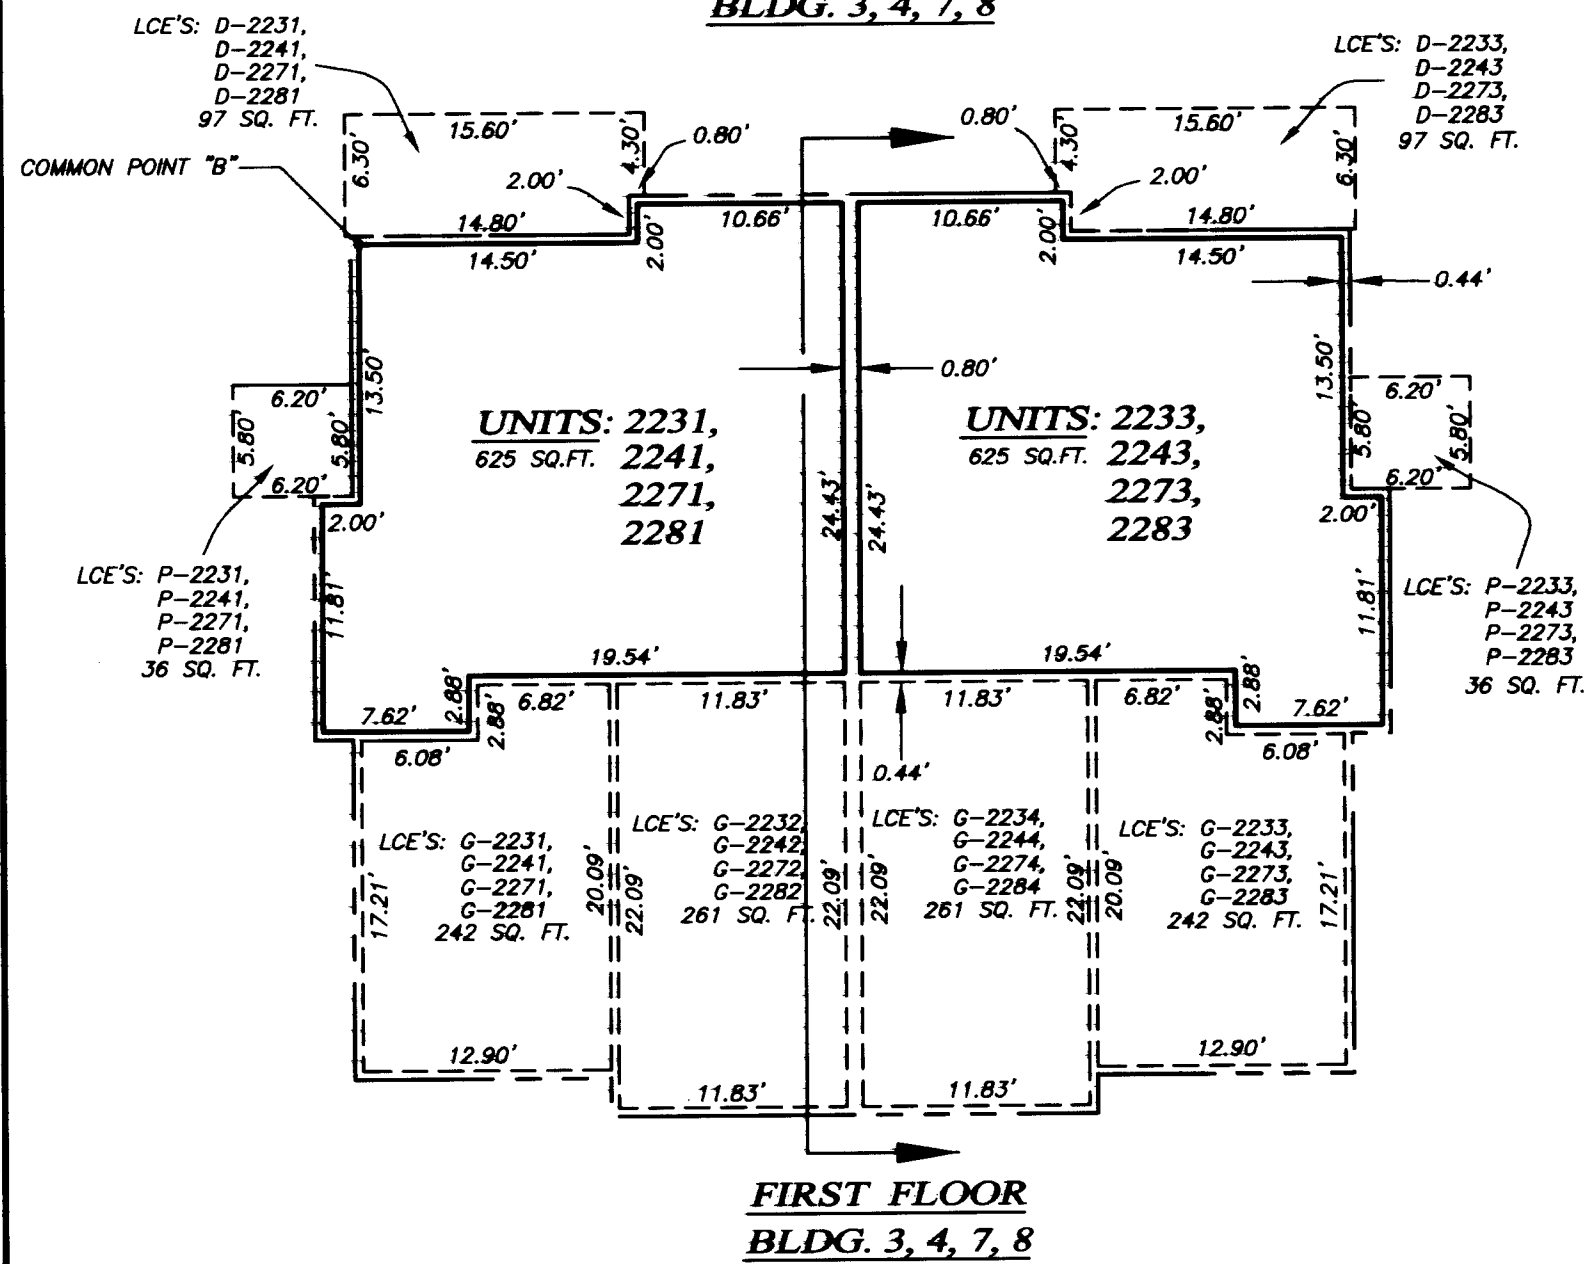 BLDG. 3, 4, 7, 8
LCE'S: D-2231,
D-2241,
D-2271,
D-2281
97 SQ. FT.
LCE'S: D-2233,
D-2243
D-2273,
D-2283
97 SQ. FT.
COMMON POINT "B"
15.60'
6.30'
4.30'
0.80'
2.00'
14.80'
14.50'
2.00'
10.66'
0.80'
4.30'
15.60'
6.30'
2.00'
14.80'
10.66'
2.00'
14.50'
0.44'
13.50'
0.80'
13.50'
6.20'
5.80'
5.80'
6.20'
6.20'
5.80'
5.80'
6.20'
UNITS: 2231,
625 SQ.FT. 2241,
2271,
2281
UNITS: 2233,
625 SQ.FT. 2243,
2273,
2283
24.43'
24.43'
2.00'
2.00'
11.81'
11.81'
LCE'S: P-2231,
P-2241,
P-2271,
P-2281
36 SQ. FT.
LCE'S: P-2233,
P-2243
P-2273,
P-2283
36 SQ. FT.
19.54'
19.54'
7.62'
2.88'
2.88'
6.82'
11.83'
11.83'
6.82'
2.88'
2.88'
7.62'
6.08'
0.44'
6.08'
LCE'S: G-2231,
G-2241,
G-2271,
G-2281
242 SQ. FT.
LCE'S: G-2232,
G-2242,
G-2272,
G-2282
261 SQ. FT.
LCE'S: G-2234,
G-2244,
G-2274,
G-2284
261 SQ. FT.
LCE'S: G-2233,
G-2243,
G-2273,
G-2283
242 SQ. FT.
17.21'
20.09'
22.09'
22.09'
22.09'
22.09'
20.09'
17.21'
12.90'
11.83'
11.83'
12.90'
FIRST FLOOR
BLDG. 3, 4, 7, 8